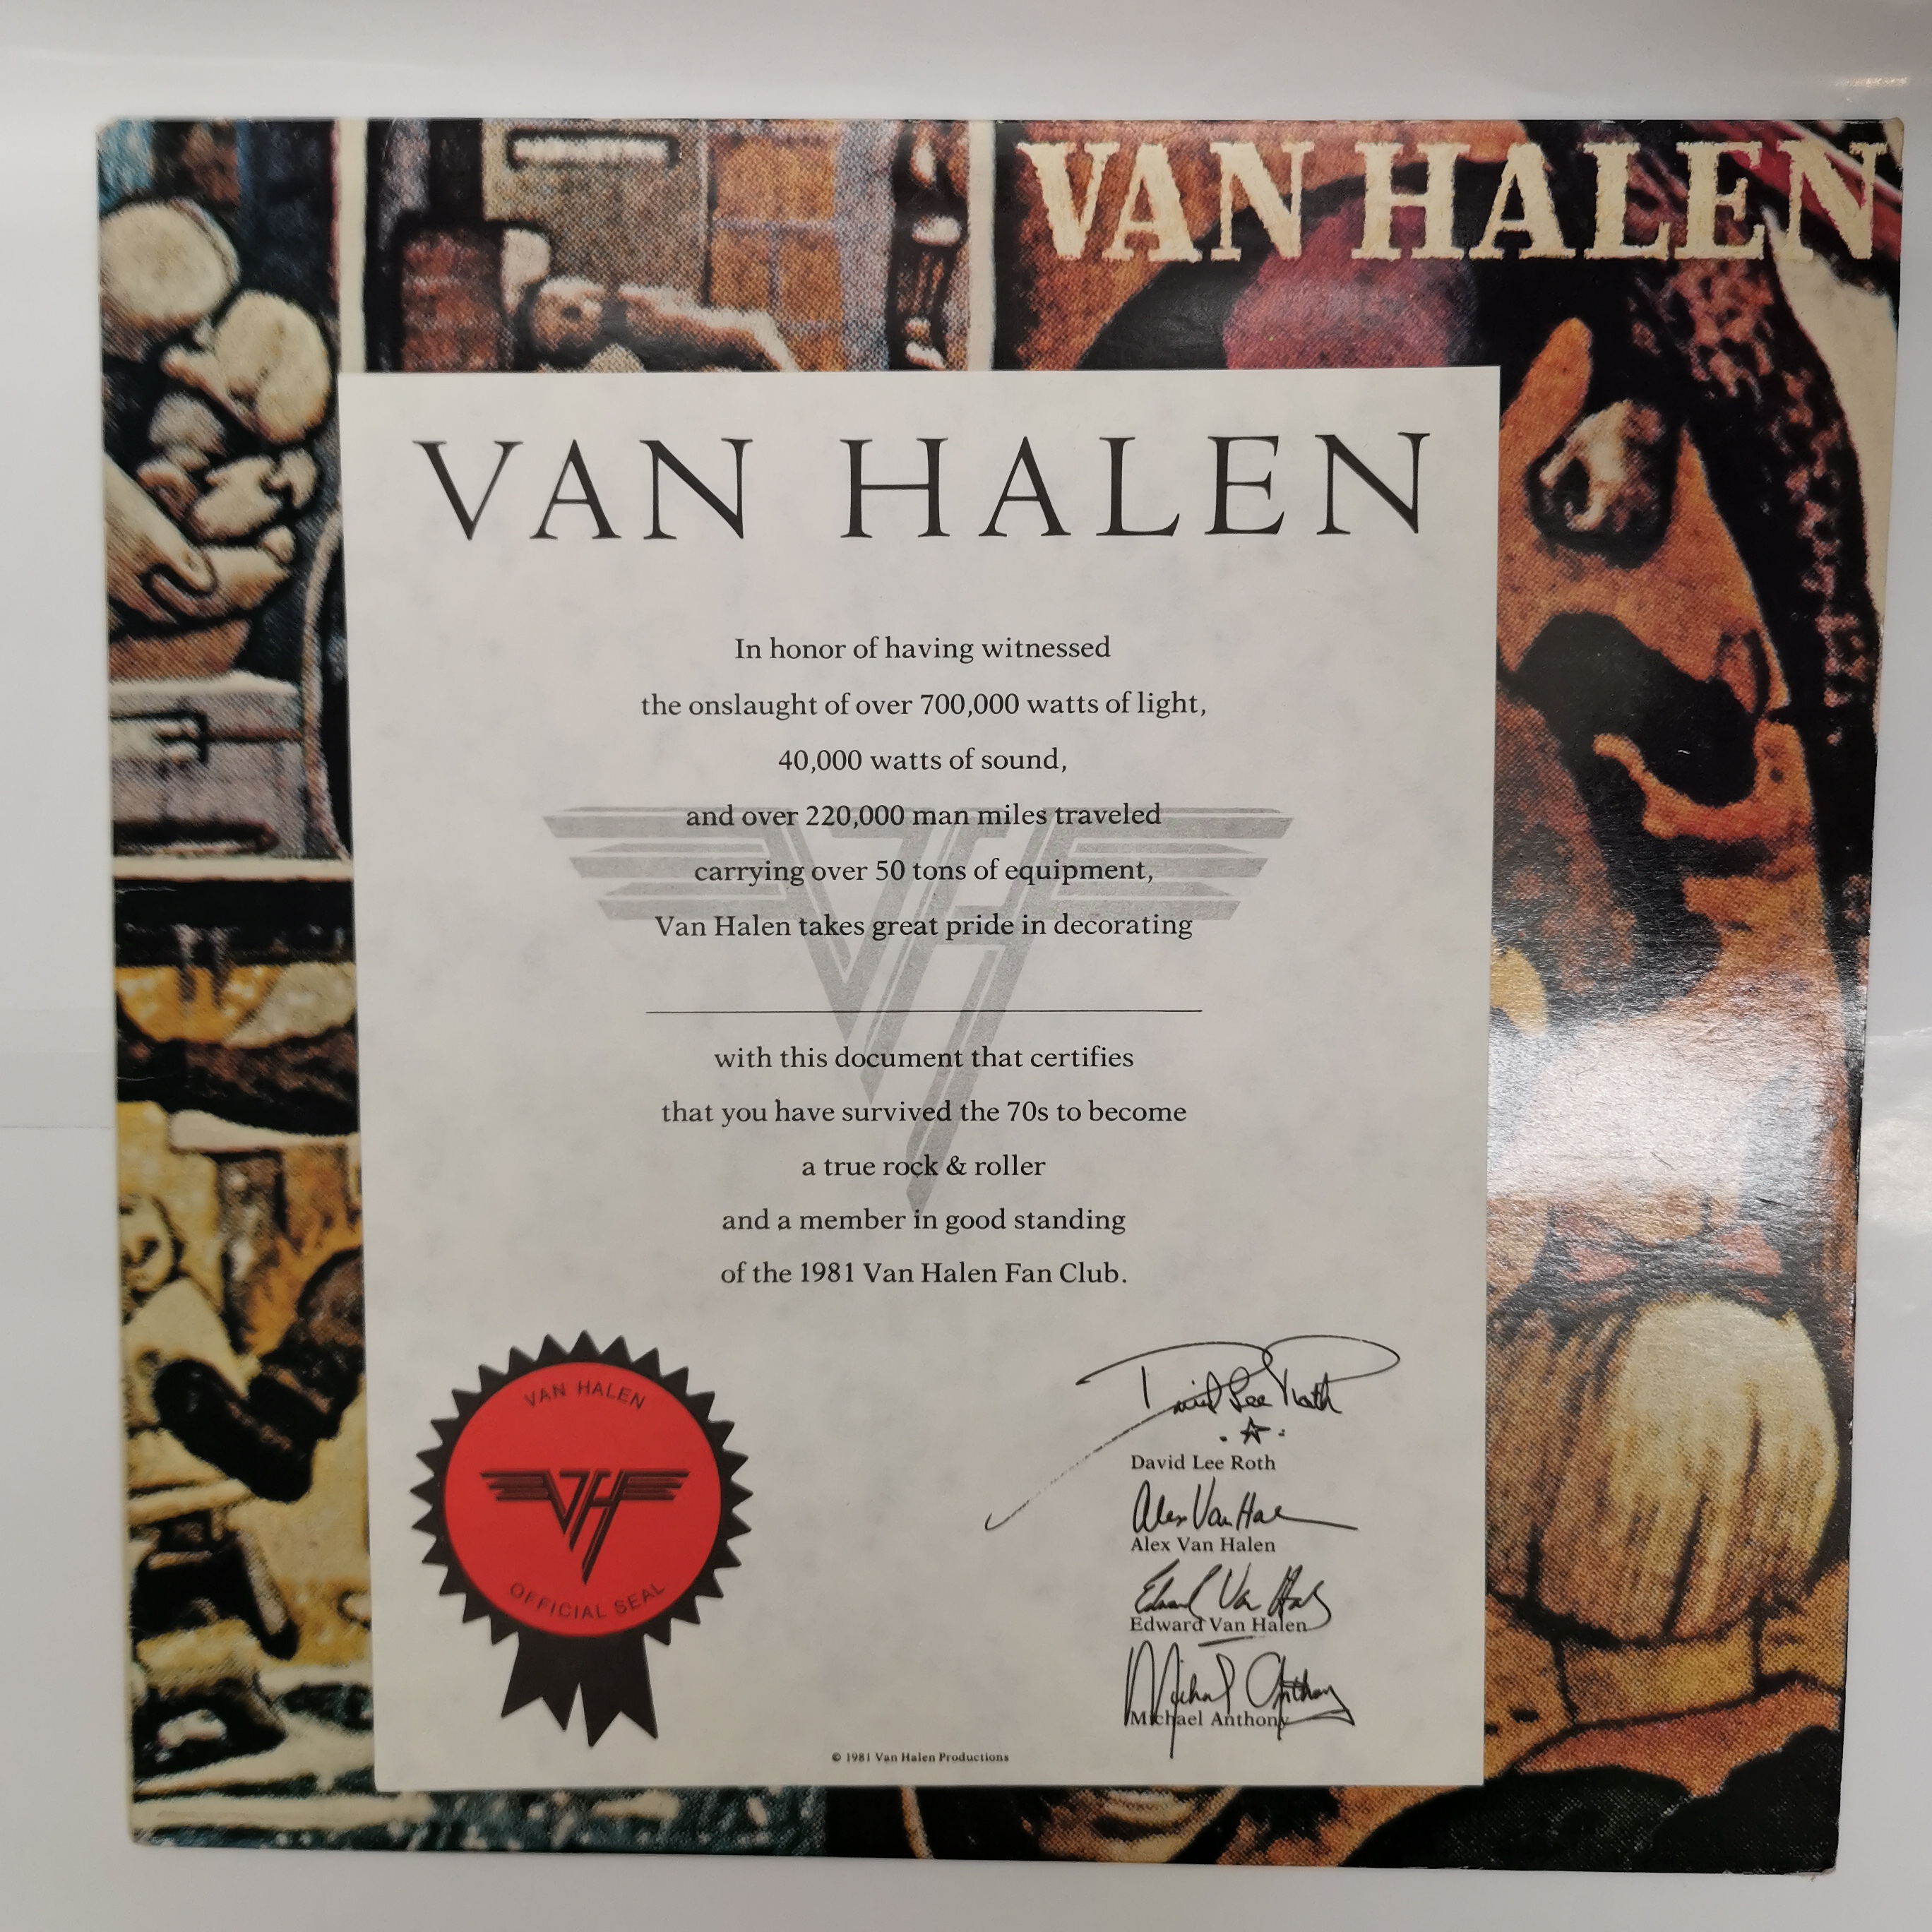 VAN HALEN
VAN HALEN
In honor of having witnessed
the onslaught of over 700,000 watts of light,
40,000 watts of sound,
and over 220,000 man miles traveled
carrying over 50 tons of equipment,
Van Halen takes great pride in decorating
VH
with this document that certifies
that you have survived the 70s to become
a true rock & roller
and a member in good standing
of the 1981 Van Halen Fan Club.
VAN HALEN
VH
OFFICIAL SEAL
David Lee Roth
David Lee Roth
Alex Van Halen
Alex Van Halen
Edward Van Halen
Edward Van Halen
Michael Anthony
Michael Anthony
© 1981 Van Halen Productions